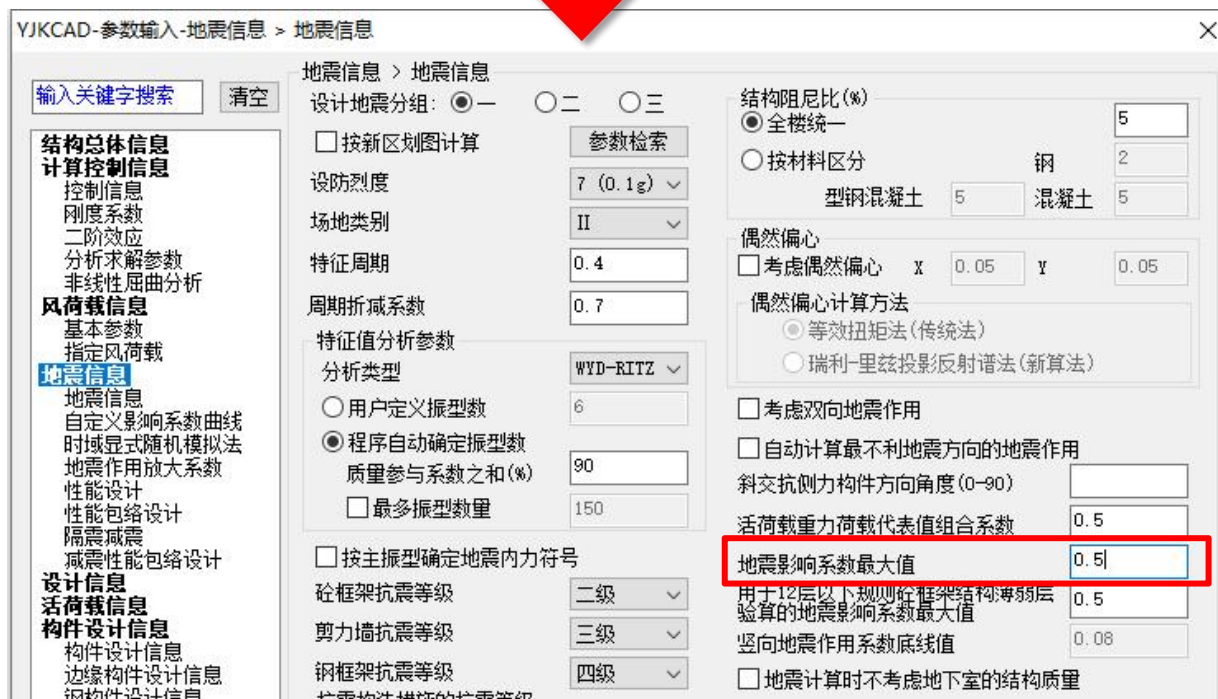 YJKCAD-参数输入-地震信息 > 地震信息
输入关键字搜索 清空
结构总体信息
计算控制信息
控制信息
刚度系数
二阶效应
分析求解参数
非线性屈曲分析
风荷载信息
基本参数
指定风荷载
地震信息
地震信息
自定义影响系数曲线
时域显式随机模拟法
地震作用放大系数
性能设计
性能包络设计
隔震减震
减震性能包络设计
设计信息
活荷载信息
构件设计信息
构件设计信息
边缘构件设计信息
钢构件设计信息
地震信息 > 地震信息
设计地震分组: 一 二 三
按新区划图计算 参数检索
设防烈度 7 (0.1g)
场地类别 II
特征周期 0.4
周期折减系数 0.7
特征值分析参数
分析类型 WYD-RITZ
用户定义振型数 6
程序自动确定振型数
质量参与系数之和(%) 90
最多振型数量 150
按主振型确定地震内力符号
砼框架抗震等级 二级
剪力墙抗震等级 三级
钢框架抗震等级 四级
抗震构造措施的抗震等级
结构阻尼比(%)
全楼统一 5
按材料区分 钢 2
型钢混凝土 5 混凝土 5
偶然偏心
考虑偶然偏心 X 0.05 Y 0.05
偶然偏心计算方法
等效扭矩法(传统法)
瑞利-里兹投影反射谱法(新算法)
考虑双向地震作用
自动计算最不利地震方向的地震作用
斜交抗侧力构件方向角度(0-90)
活荷载重力荷载代表值组合系数 0.5
地震影响系数最大值 0.5
用于12层以下规则砼框架结构薄弱层
验算的地震影响系数最大值 0.5
竖向地震作用系数底线值 0.08
地震计算时不考虑地下室的结构质量